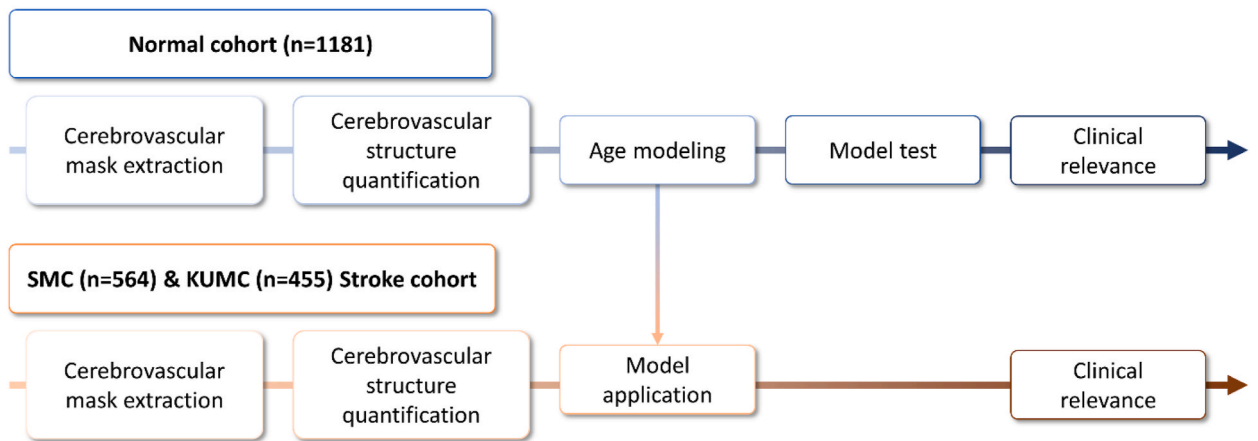 Normal cohort (n=1181)
Cerebrovascular
mask extraction
Cerebrovascular
structure
quantification
Age modeling
Model test
Clinical
relevance
SMC (n=564) & KUMC (n=455) Stroke cohort
Cerebrovascular
mask extraction
Cerebrovascular
structure
quantification
Model
application
Clinical
relevance